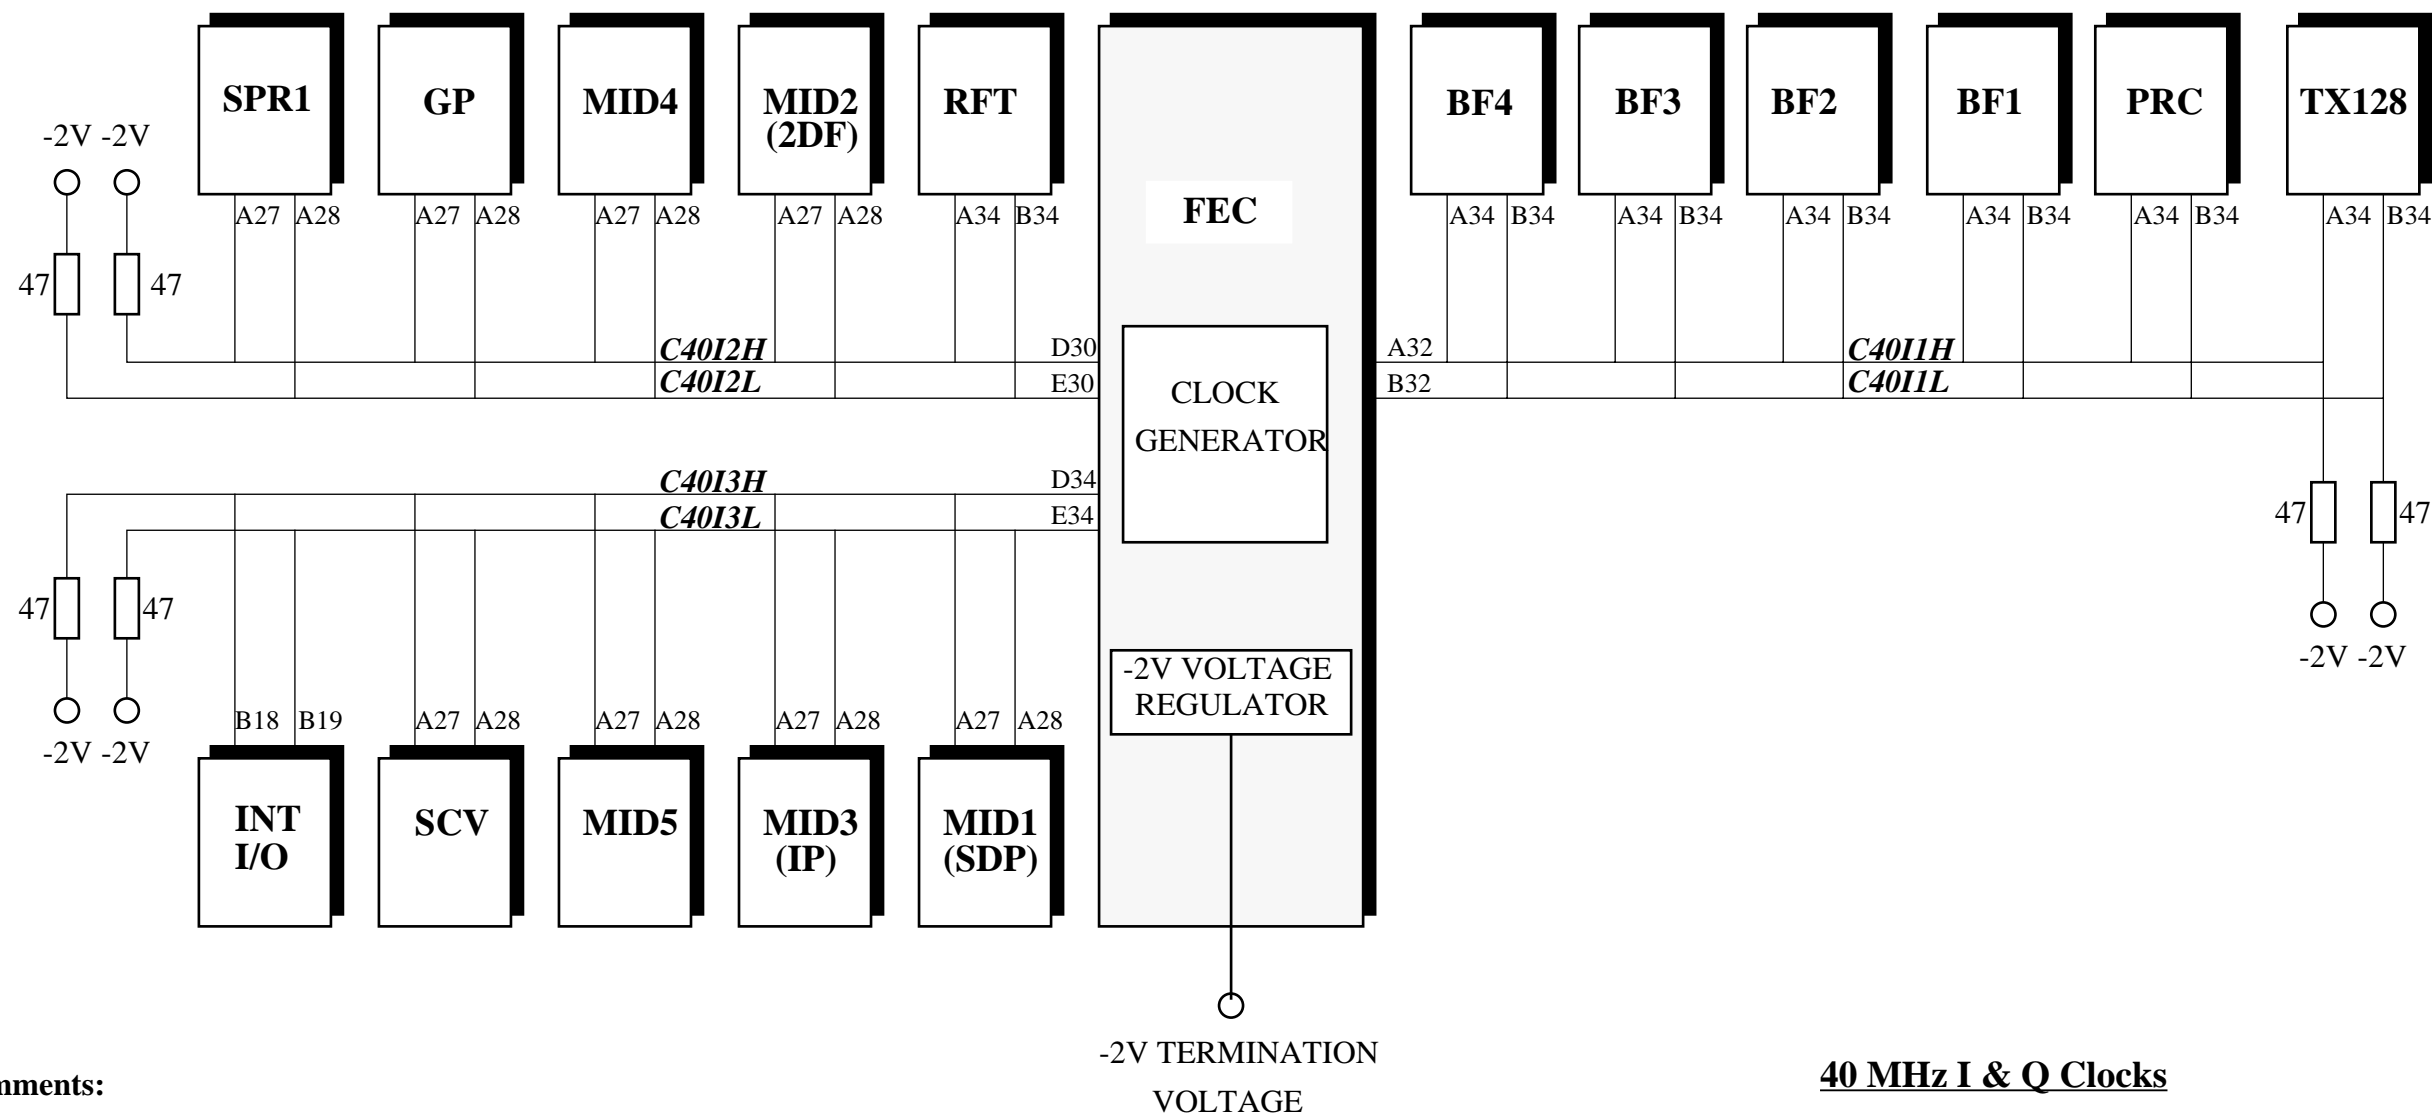 SPR1
GP
MID4
MID2
(2DF)
RFT
FEC
BF4
BF3
BF2
BF1
PRC
TX128
-2V -2V
A27 A28
A27 A28
A27 A28
A27 A28
A34 B34
A34 B34
A34 B34
A34 B34
A34 B34
A34 B34
A34 B34
47
47
C40I2H
D30
C40I2L
E30
A32
C40I1H
B32
C40I1L
CLOCK
GENERATOR
C40I3H
D34
C40I3L
E34
47
47
47
47
-2V -2V
-2V VOLTAGE
REGULATOR
B18 B19
A27 A28
A27 A28
A27 A28
A27 A28
-2V -2V
INT
I/O
SCV
MID5
MID3
(IP)
MID1
(SDP)
-2V TERMINATION
VOLTAGE
40 MHz I & Q Clocks
mments: